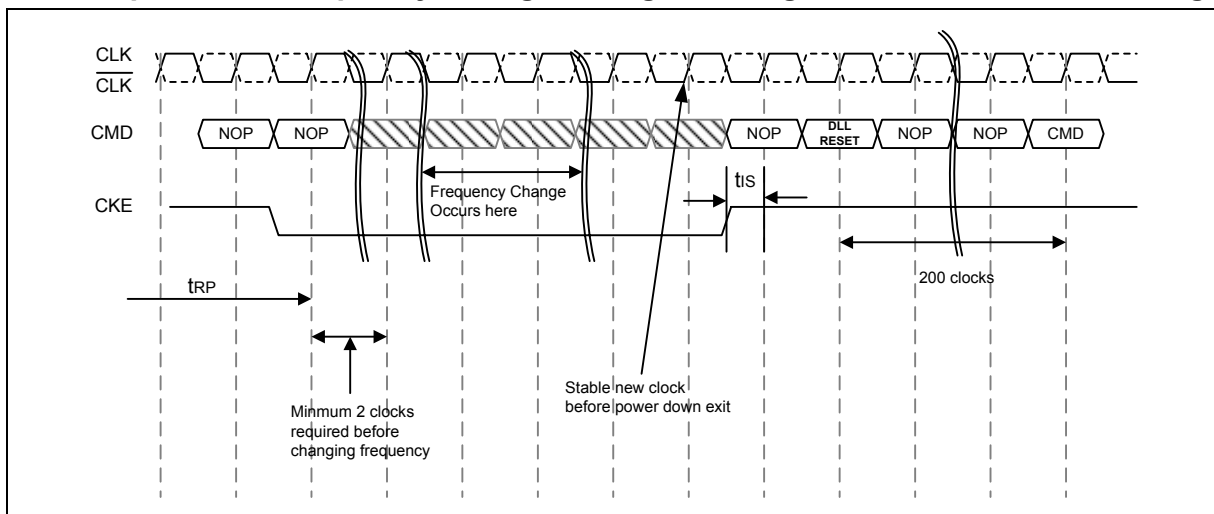 CLK
CLK
CMD
NOP
NOP
NOP
DLL
RESET
NOP
NOP
CMD
Frequency Change
Occurs here
tIS
CKE
200 clocks
tRP
Stable new clock
before power down exit
Minmum 2 clocks
required before
changing frequency